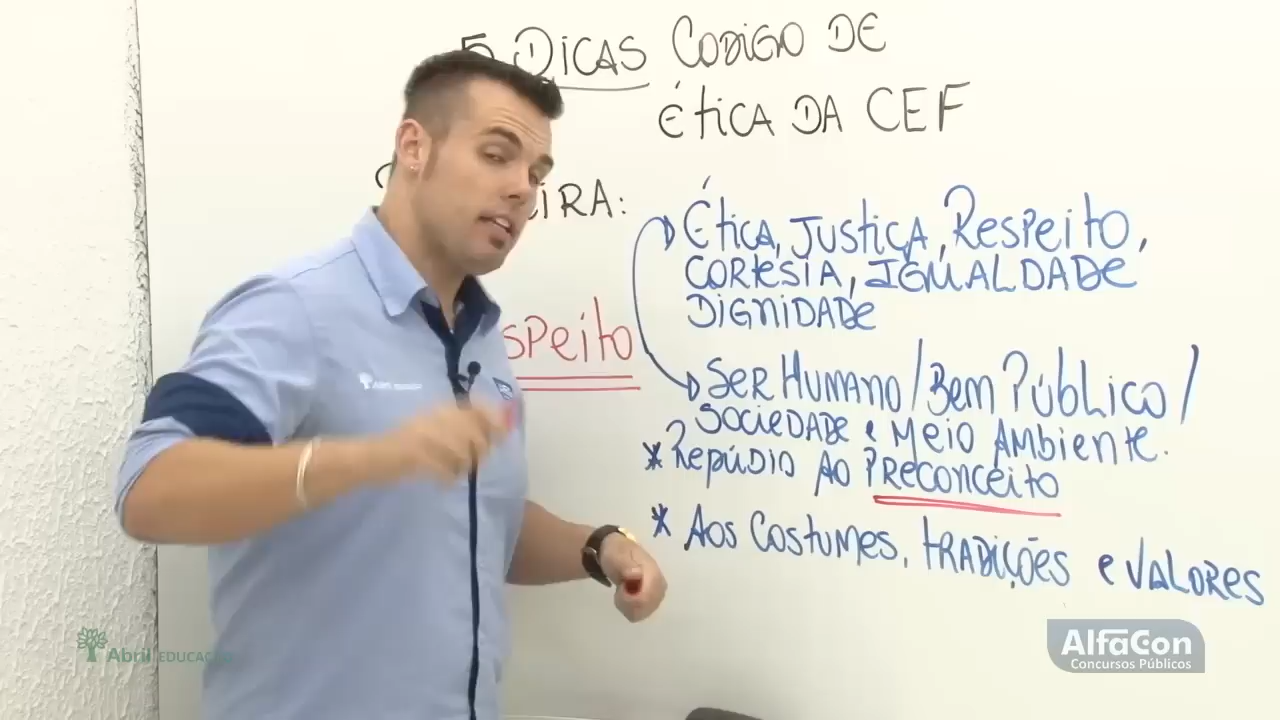 5 DICAS CODIGO DE
ÉTICA DA CEF
EIRA:
Ética, JUSTIÇA, RESPEITO,
CORTESIA, IGUALDADE
DIGNIDADE
SPEITO
SER HUMANO / BEM PÚBLICO /
SOCIEDADE e MEIO AMBIENTE.
* REPÚDIO AO PRECONCEITO
* AOS COSTUMES, TRADIÇÕES e VALORES
Abril EDUCAÇÃO
AlfaCon
Concursos Públicos